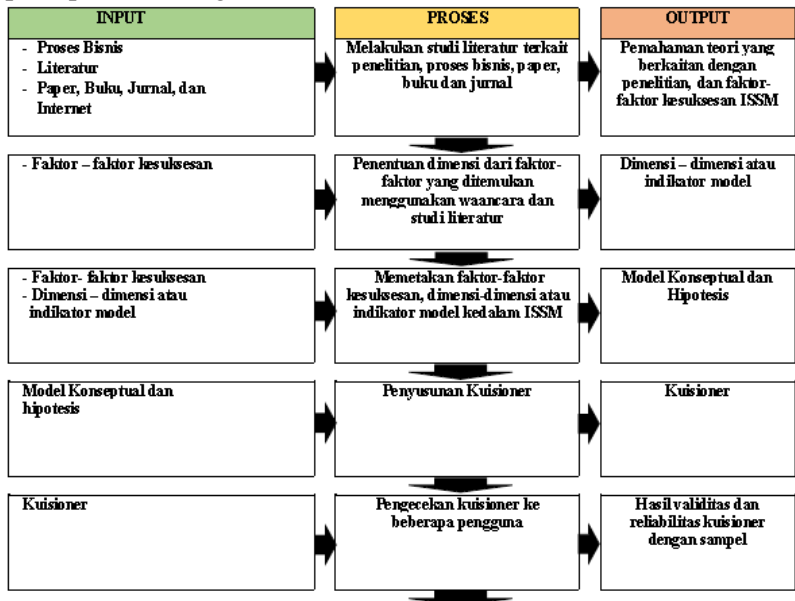 INPUT
PROSES
OUTPUT
- Proses Bisnis
- Literatur
- Paper, Buku, Jurnal, dan
Internet
Melakukan studi literatur terkait
penelitian, proses bisnis, paper,
buku dan jurnal
Pemahaman teori yang
berkaitan dengan
penelitian, dan faktor-
faktor kesuksesan ISSM
- Faktor – faktor kesuksesan
Penentuan dimensi dari faktor-
faktor yang ditemukan
menggunakan waancara dan
studi literatur
Dimensi – dimensi atau
indikator model
- Faktor- faktor kesuksesan
- Dimensi – dimensi atau
indikator model
Memetakan faktor-faktor
kesuksesan, dimensi-dimensi atau
indikator model kedalam ISSM
Model Konseptual dan
Hipotesis
Model Konseptual dan
hipotesis
Penyusunan Kuisioner
Kuisioner
Kuisioner
Pengecekan kuisioner ke
beberapa pengguna
Hasil validitas dan
reliabilitas kuisioner
dengan sampel